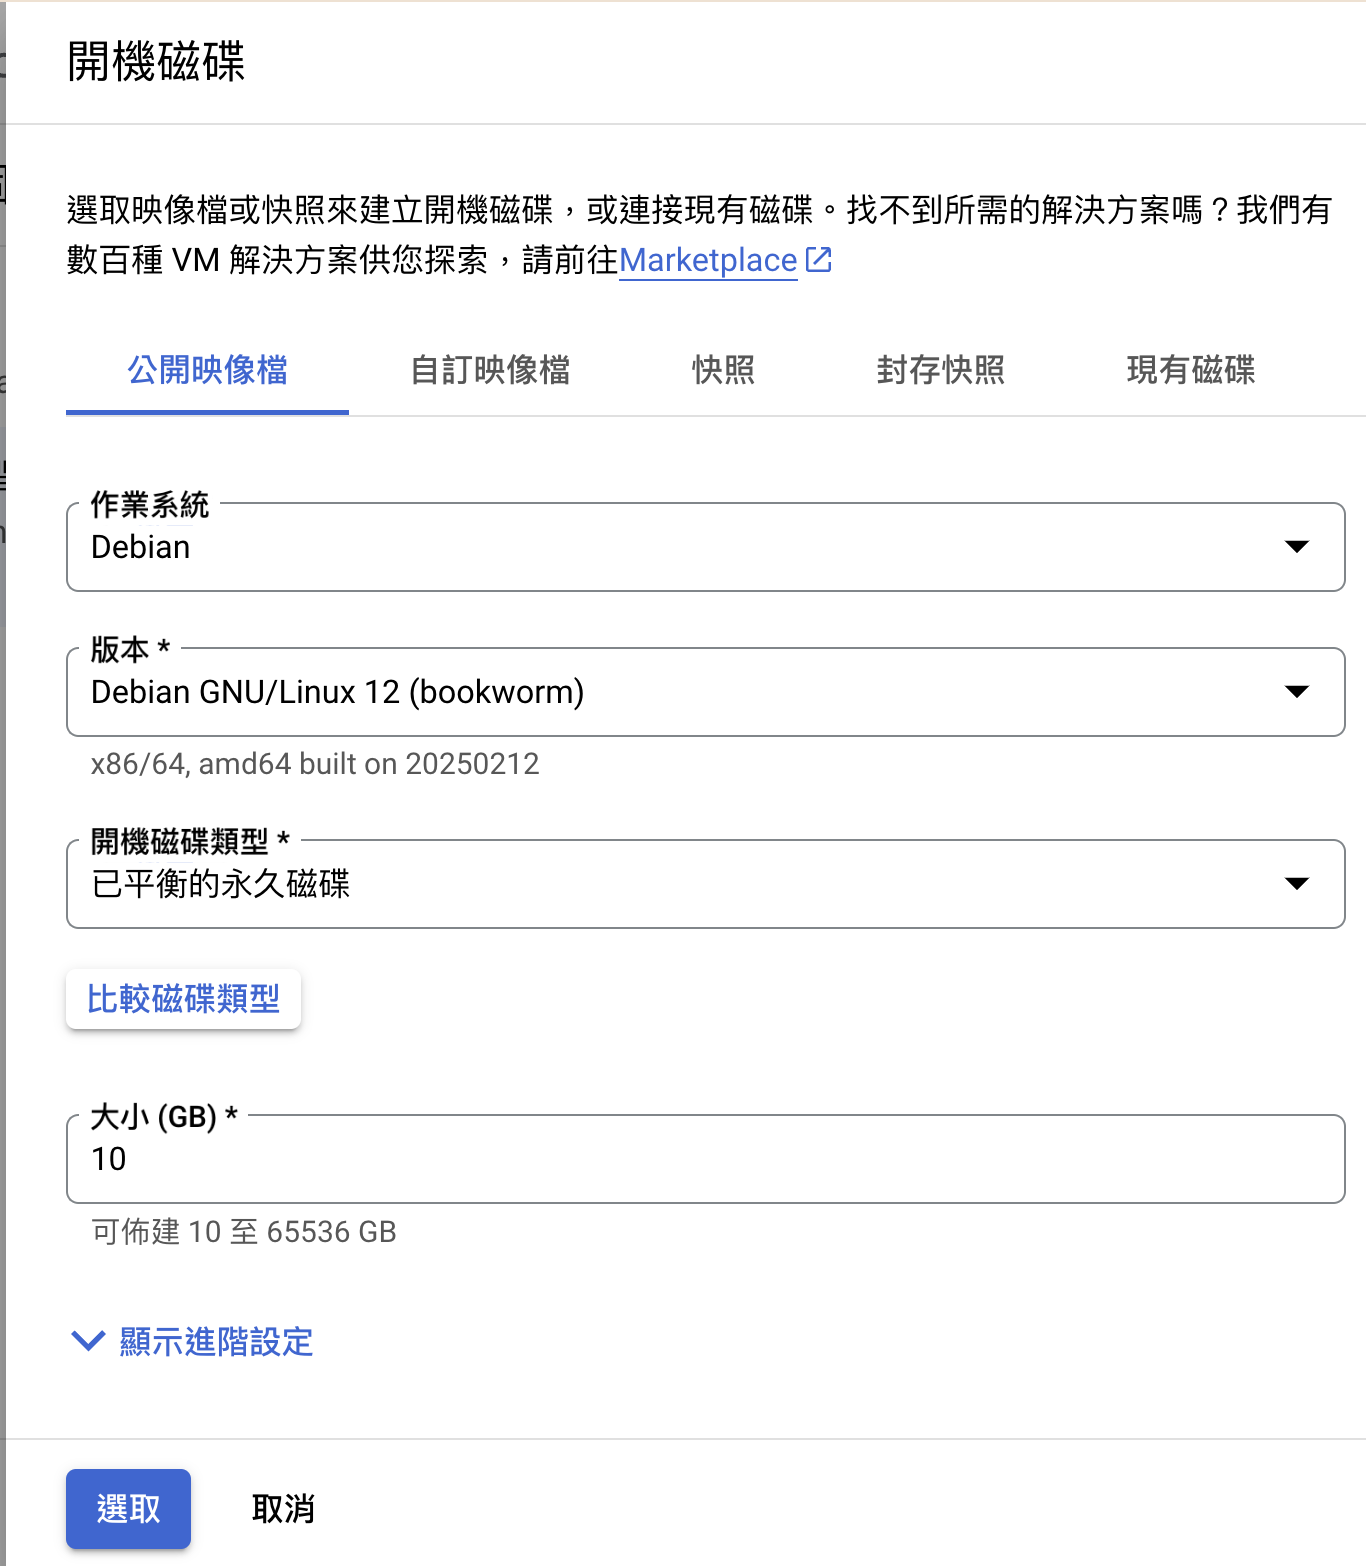 開機磁碟
選取映像檔或快照來建立開機磁碟，或連接現有磁碟。找不到所需的解決方案嗎？我們有
數百種 VM 解決方案供您探索，請前往Marketplace
公開映像檔 自訂映像檔 快照 封存快照 現有磁碟
作業系統
Debian
版本 *
Debian GNU/Linux 12 (bookworm)
x86/64, amd64 built on 20250212
開機磁碟類型 *
已平衡的永久磁碟
比較磁碟類型
大小 (GB) *
10
可佈建 10 至 65536 GB
顯示進階設定
選取 取消